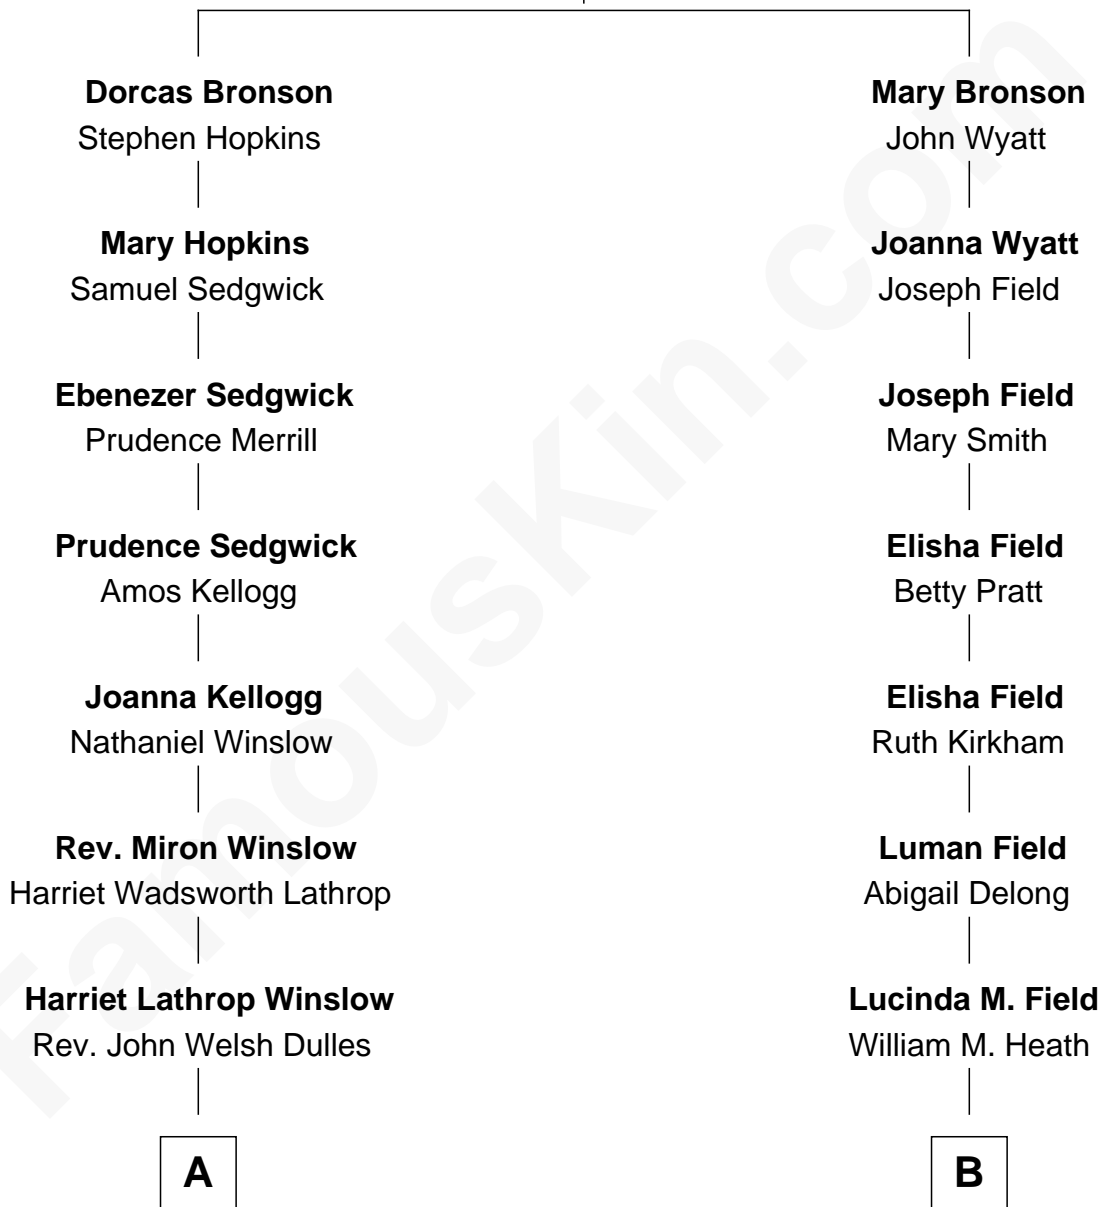 Dorcas Bronson
Stephen Hopkins
Mary Hopkins
Samuel Sedgwick
Ebenezer Sedgwick
Prudence Merrill
Prudence Sedgwick
Amos Kellogg
Joanna Kellogg
Nathaniel Winslow
Rev. Miron Winslow
Harriet Wadsworth Lathrop
Harriet Lathrop Winslow
Rev. John Welsh Dulles
A
Mary Bronson
John Wyatt
Joanna Wyatt
Joseph Field
Joseph Field
Mary Smith
Elisha Field
Betty Pratt
Elisha Field
Ruth Kirkham
Luman Field
Abigail Delong
Lucinda M. Field
William M. Heath
B
FamousKin.com